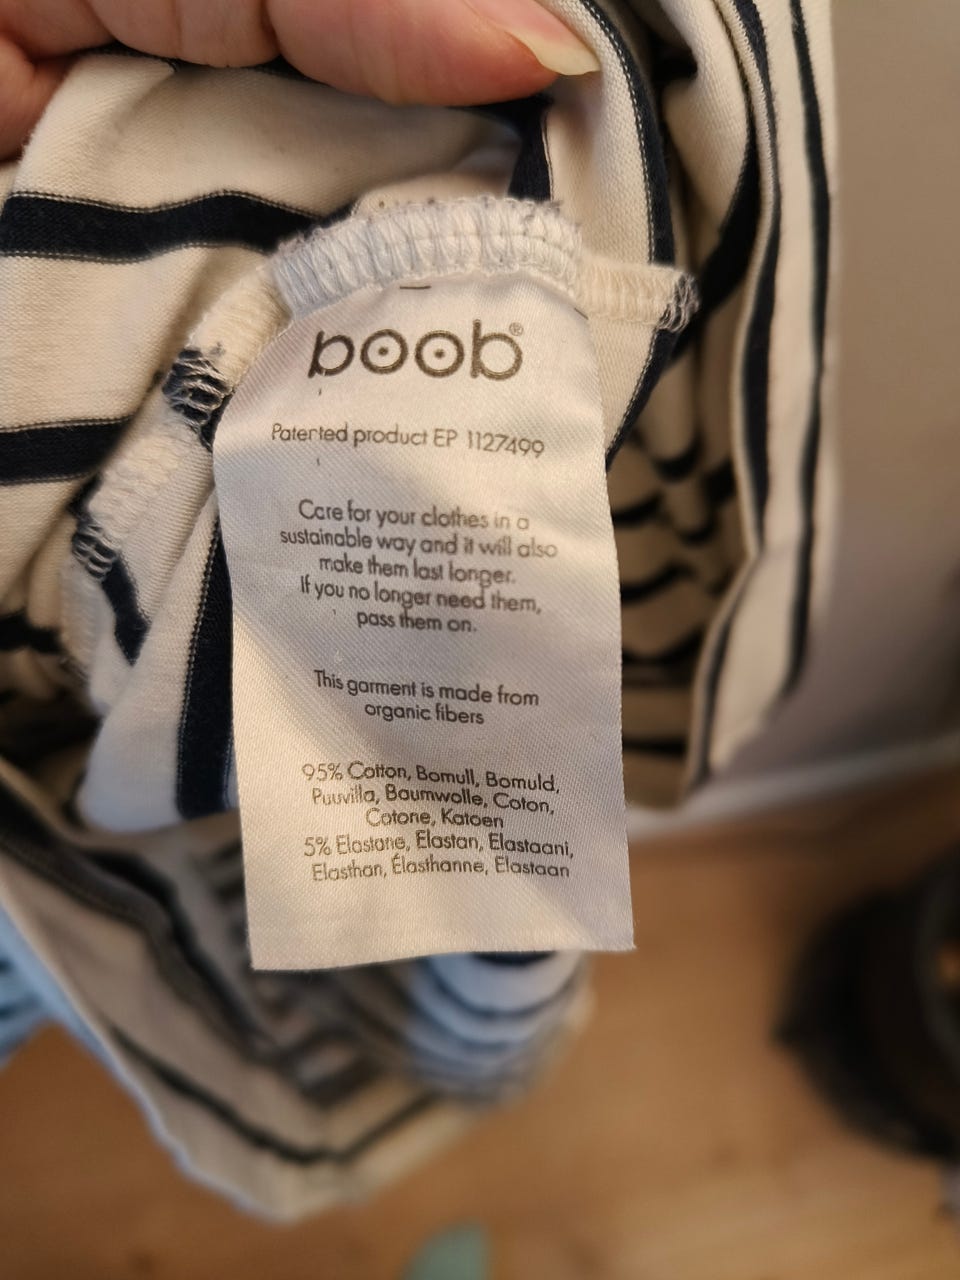 boob®
Patented product EP 1127499
Care for your clothes in a
sustainable way and it will also
make them last longer.
If you no longer need them,
pass them on.
This garment is made from
organic fibers
95% Cotton, Bomull, Bomuld,
Puuvilla, Baumwolle, Coton,
Cotone, Katoen
5% Elastane, Elastan, Elastaani,
Elasthan, Élasthanne, Elastaan